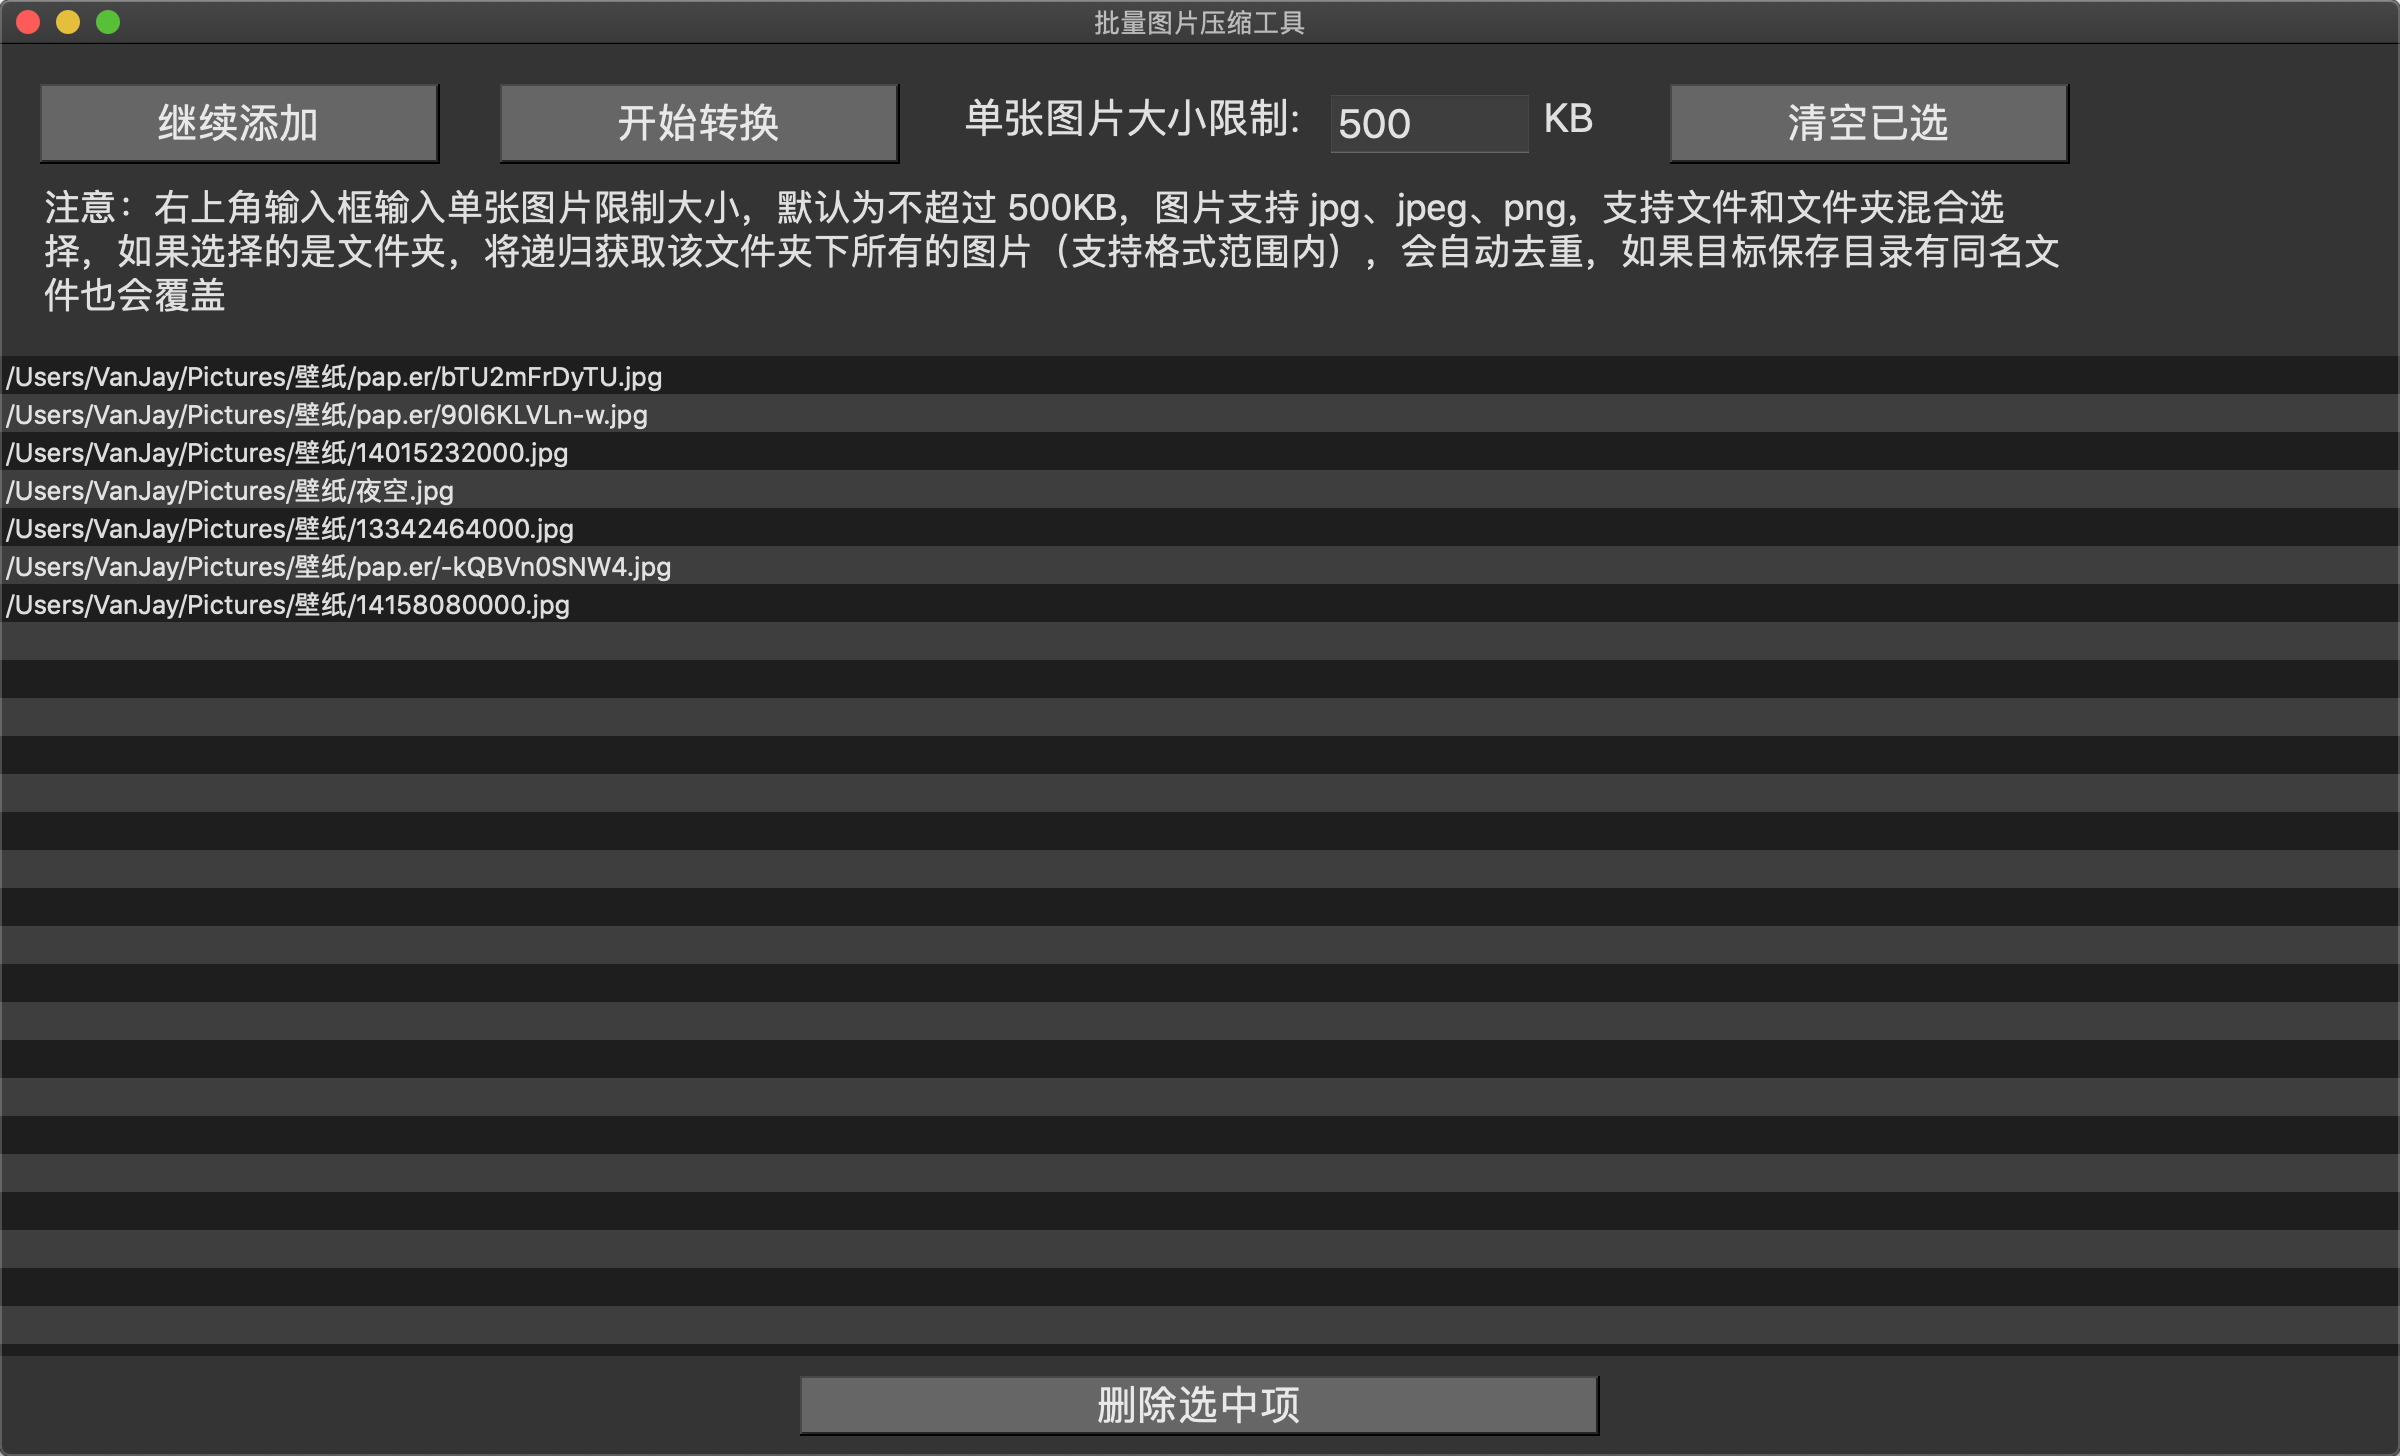 批量图片压缩工具
继续添加
开始转换
单张图片大小限制:
500
KB
清空已选
注意：右上角输入框输入单张图片限制大小，默认为不超过 500KB，图片支持 jpg、jpeg、png，支持文件和文件夹混合选
择，如果选择的是文件夹，将递归获取该文件夹下所有的图片（支持格式范围内），会自动去重，如果目标保存目录有同名文
件也会覆盖
/Users/VanJay/Pictures/壁纸/pap.er/bTU2mFrDyTU.jpg
/Users/VanJay/Pictures/壁纸/pap.er/90l6KLVLn-w.jpg
/Users/VanJay/Pictures/壁纸/14015232000.jpg
/Users/VanJay/Pictures/壁纸/夜空.jpg
/Users/VanJay/Pictures/壁纸/13342464000.jpg
/Users/VanJay/Pictures/壁纸/pap.er/-kQBVn0SNW4.jpg
/Users/VanJay/Pictures/壁纸/14158080000.jpg
删除选中项